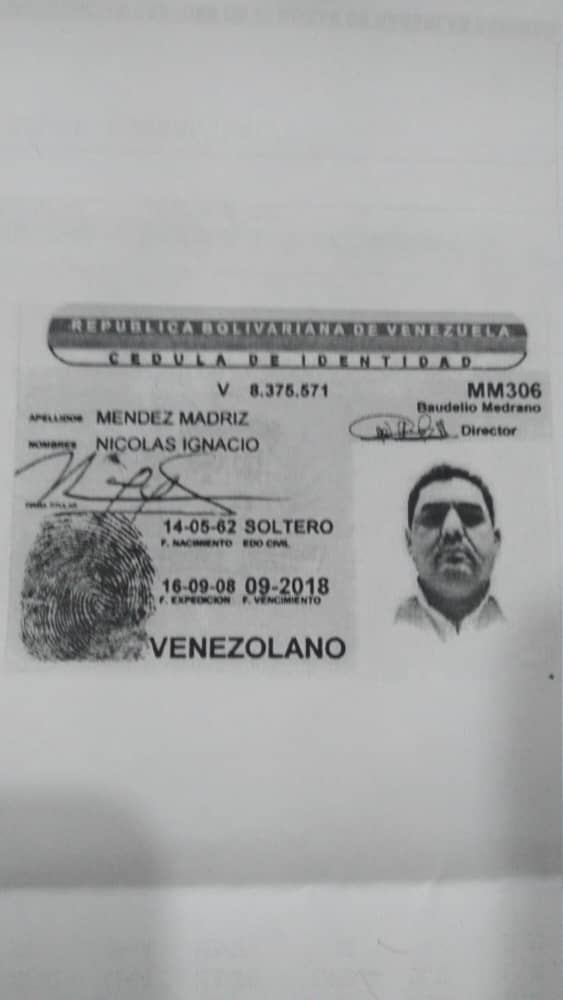 REPUBLICA BOLIVARIANA DE VENEZUELA
CEDULA DE IDENTIDAD
V 8.375.571 MM306
Baudelio Medrano
Director
APELLIDOS MENDEZ MADRIZ
NOMBRES NICOLAS IGNACIO
FIRMA TITULAR
14-05-62 SOLTERO
F. NACIMIENTO EDO CIVIL
16-09-08 09-2018
F. EXPEDICION F. VENCIMIENTO
VENEZOLANO